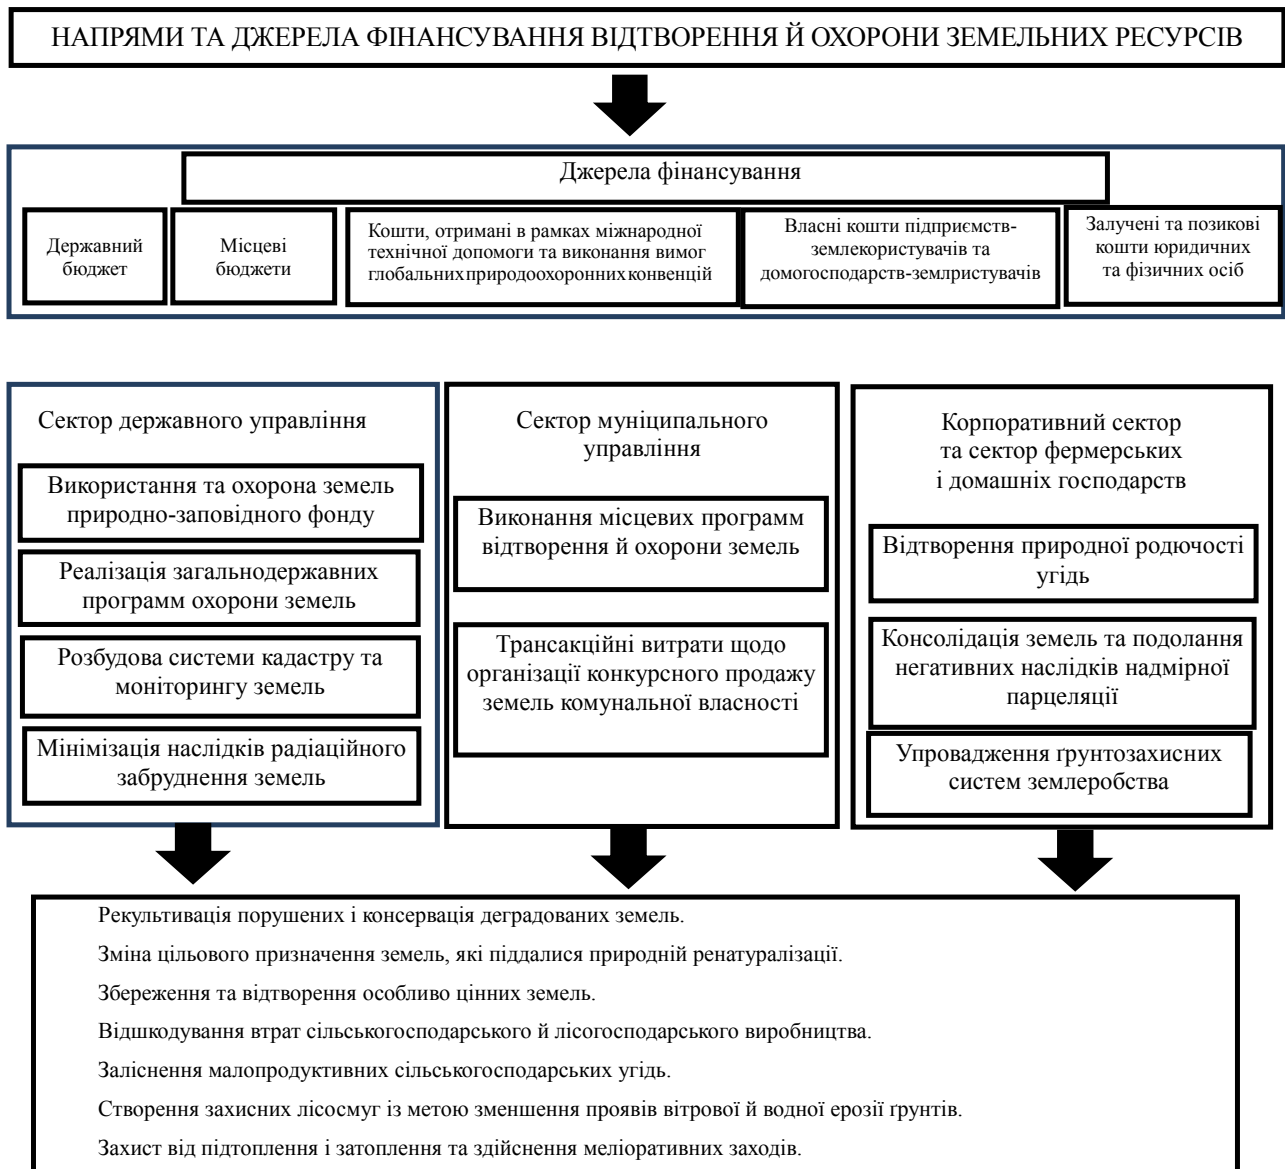 НАПРЯМИ ТА ДЖЕРЕЛА ФІНАНСУВАННЯ ВІДТВОРЕННЯ Й ОХОРОНИ ЗЕМЕЛЬНИХ РЕСУРСІВ
Джерела фінансування
Державний
бюджет
Місцеві
бюджети
Кошти, отримані в рамках міжнародної
технічної допомоги та виконання вимог
глобальних природоохоронних конвенцій
Власні кошти підприємств-
землекористувачів та
домогосподарств-землристувачів
Залучені та позикові
кошти юридичних
та фізичних осіб
Сектор державного управління
Використання та охорона земель
природно-заповідного фонду
Реалізація загальнодержавних
програм охорони земель
Розбудова системи кадастру та
моніторингу земель
Мінімізація наслідків радіаційного
забруднення земель
Сектор муніципального
управління
Виконання місцевих программ
відтворення й охорони земель
Трансакційні витрати щодо
організації конкурсного продажу
земель комунальної власності
Корпоративний сектор
та сектор фермерських
і домашніх господарств
Відтворення природної родючості
угідь
Консолідація земель та подолання
негативних наслідків надмірної
парцеляції
Упровадження ґрунтозахисних
систем землеробства
Рекультивація порушених і консервація деградованих земель.
Зміна цільового призначення земель, які піддалися природній ренатуралізації.
Збереження та відтворення особливо цінних земель.
Відшкодування втрат сільськогосподарського й лісогосподарського виробництва.
Заліснення малопродуктивних сільськогосподарських угідь.
Створення захисних лісосмуг із метою зменшення проявів вітрової й водної ерозії ґрунтів.
Захист від підтоплення і затоплення та здійснення меліоративних заходів.